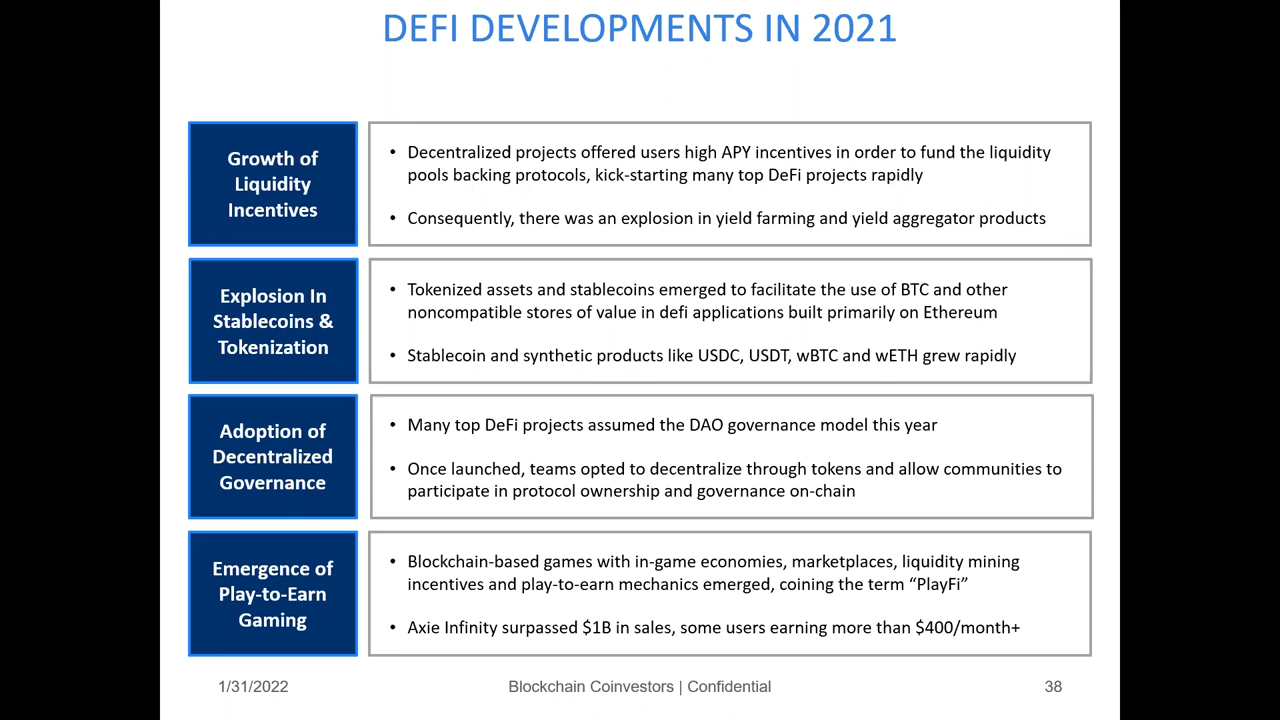 DEFI DEVELOPMENTS IN 2021
Growth of
Liquidity
Incentives
• Decentralized projects offered users high APY incentives in order to fund the liquidity
pools backing protocols, kick-starting many top DeFi projects rapidly
• Consequently, there was an explosion in yield farming and yield aggregator products
Explosion In
Stablecoins &
Tokenization
• Tokenized assets and stablecoins emerged to facilitate the use of BTC and other
noncompatible stores of value in defi applications built primarily on Ethereum
• Stablecoin and synthetic products like USDC, USDT, wBTC and wETH grew rapidly
Adoption of
Decentralized
Governance
• Many top DeFi projects assumed the DAO governance model this year
• Once launched, teams opted to decentralize through tokens and allow communities to
participate in protocol ownership and governance on-chain
Emergence of
Play-to-Earn
Gaming
• Blockchain-based games with in-game economies, marketplaces, liquidity mining
incentives and play-to-earn mechanics emerged, coining the term “PlayFi”
• Axie Infinity surpassed $1B in sales, some users earning more than $400/month+
1/31/2022
Blockchain Coinvestors | Confidential
38